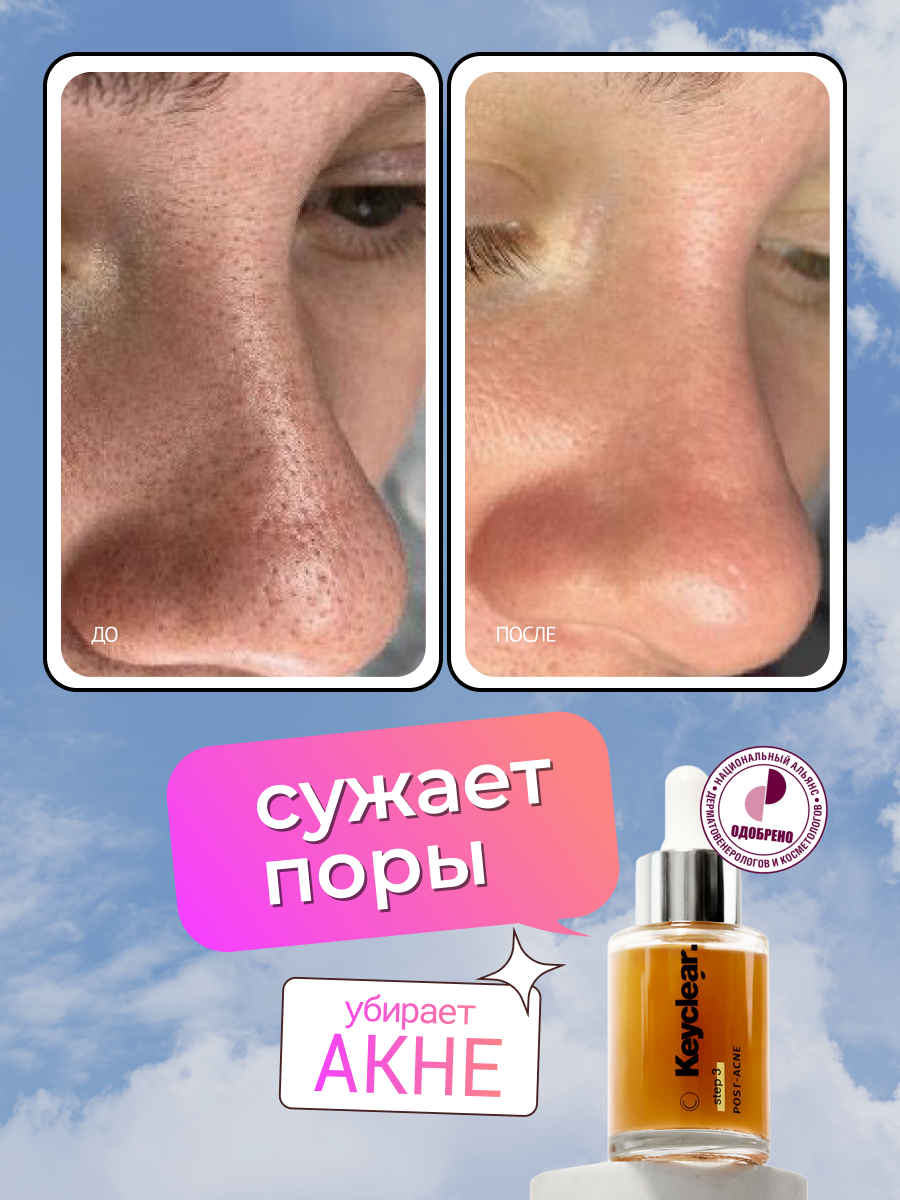 ДО
ПОСЛЕ
сужает
поры
НАЦИОНАЛЬНЫЙ АЛЬЯНС
• ДЕРМАТОВЕНЕРОЛОГОВ И КОСМЕТОЛОГОВ •
ОДОБРЕНО
убирает
АКНЕ
Keyclear.
step 3
POST-ACNE